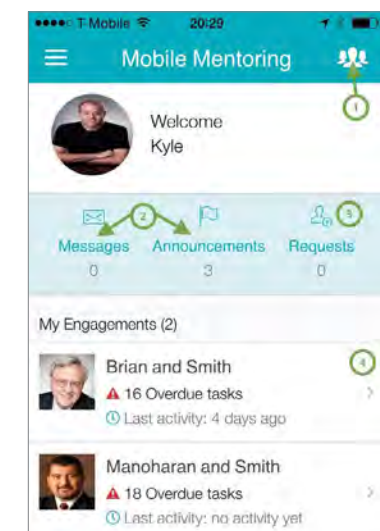 T-Mobile 20:29
Mobile Mentoring
1
Welcome
Kyle
2
3
Messages Announcements Requests
0 3 0
My Engagements (2)
Brian and Smith
4
16 Overdue tasks
Last activity: 4 days ago
Manoharan and Smith
18 Overdue tasks
Last activity: no activity yet